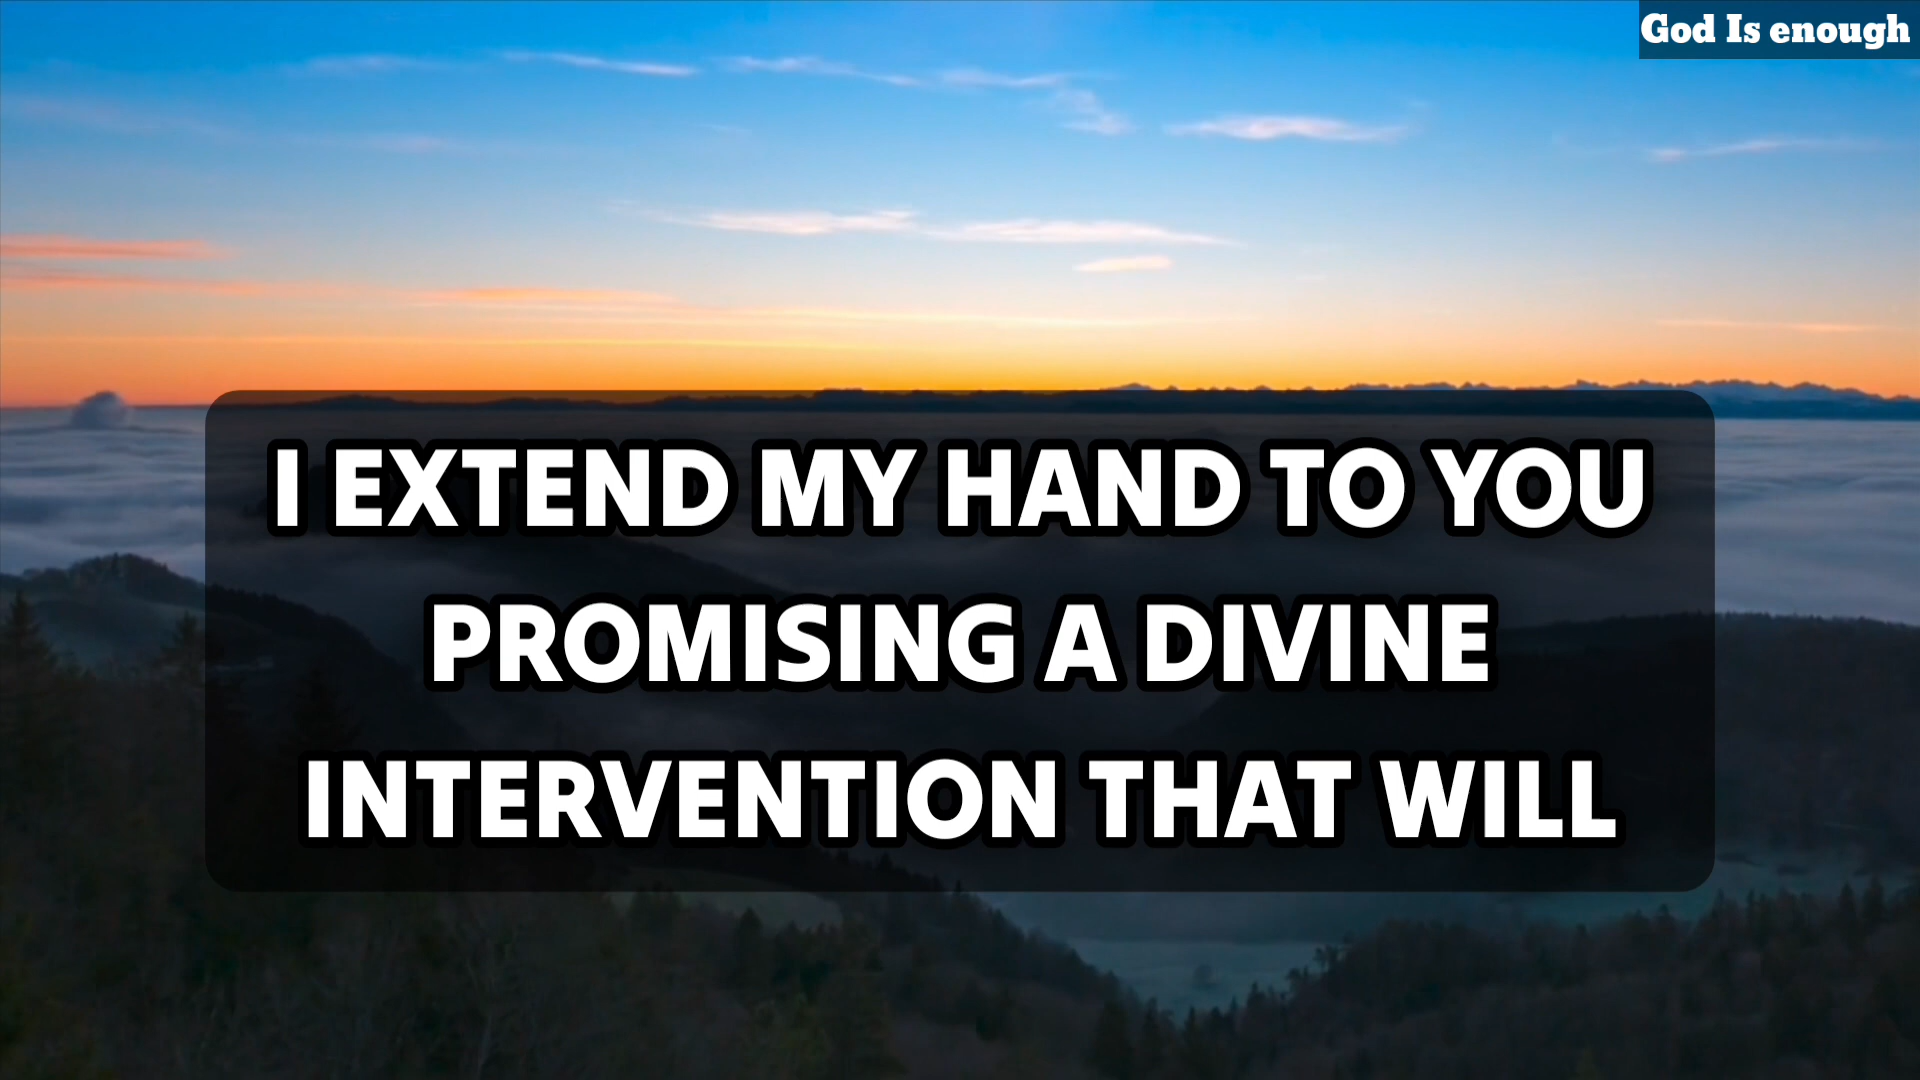 God Is enough
I EXTEND MY HAND TO YOU
PROMISING A DIVINE
INTERVENTION THAT WILL